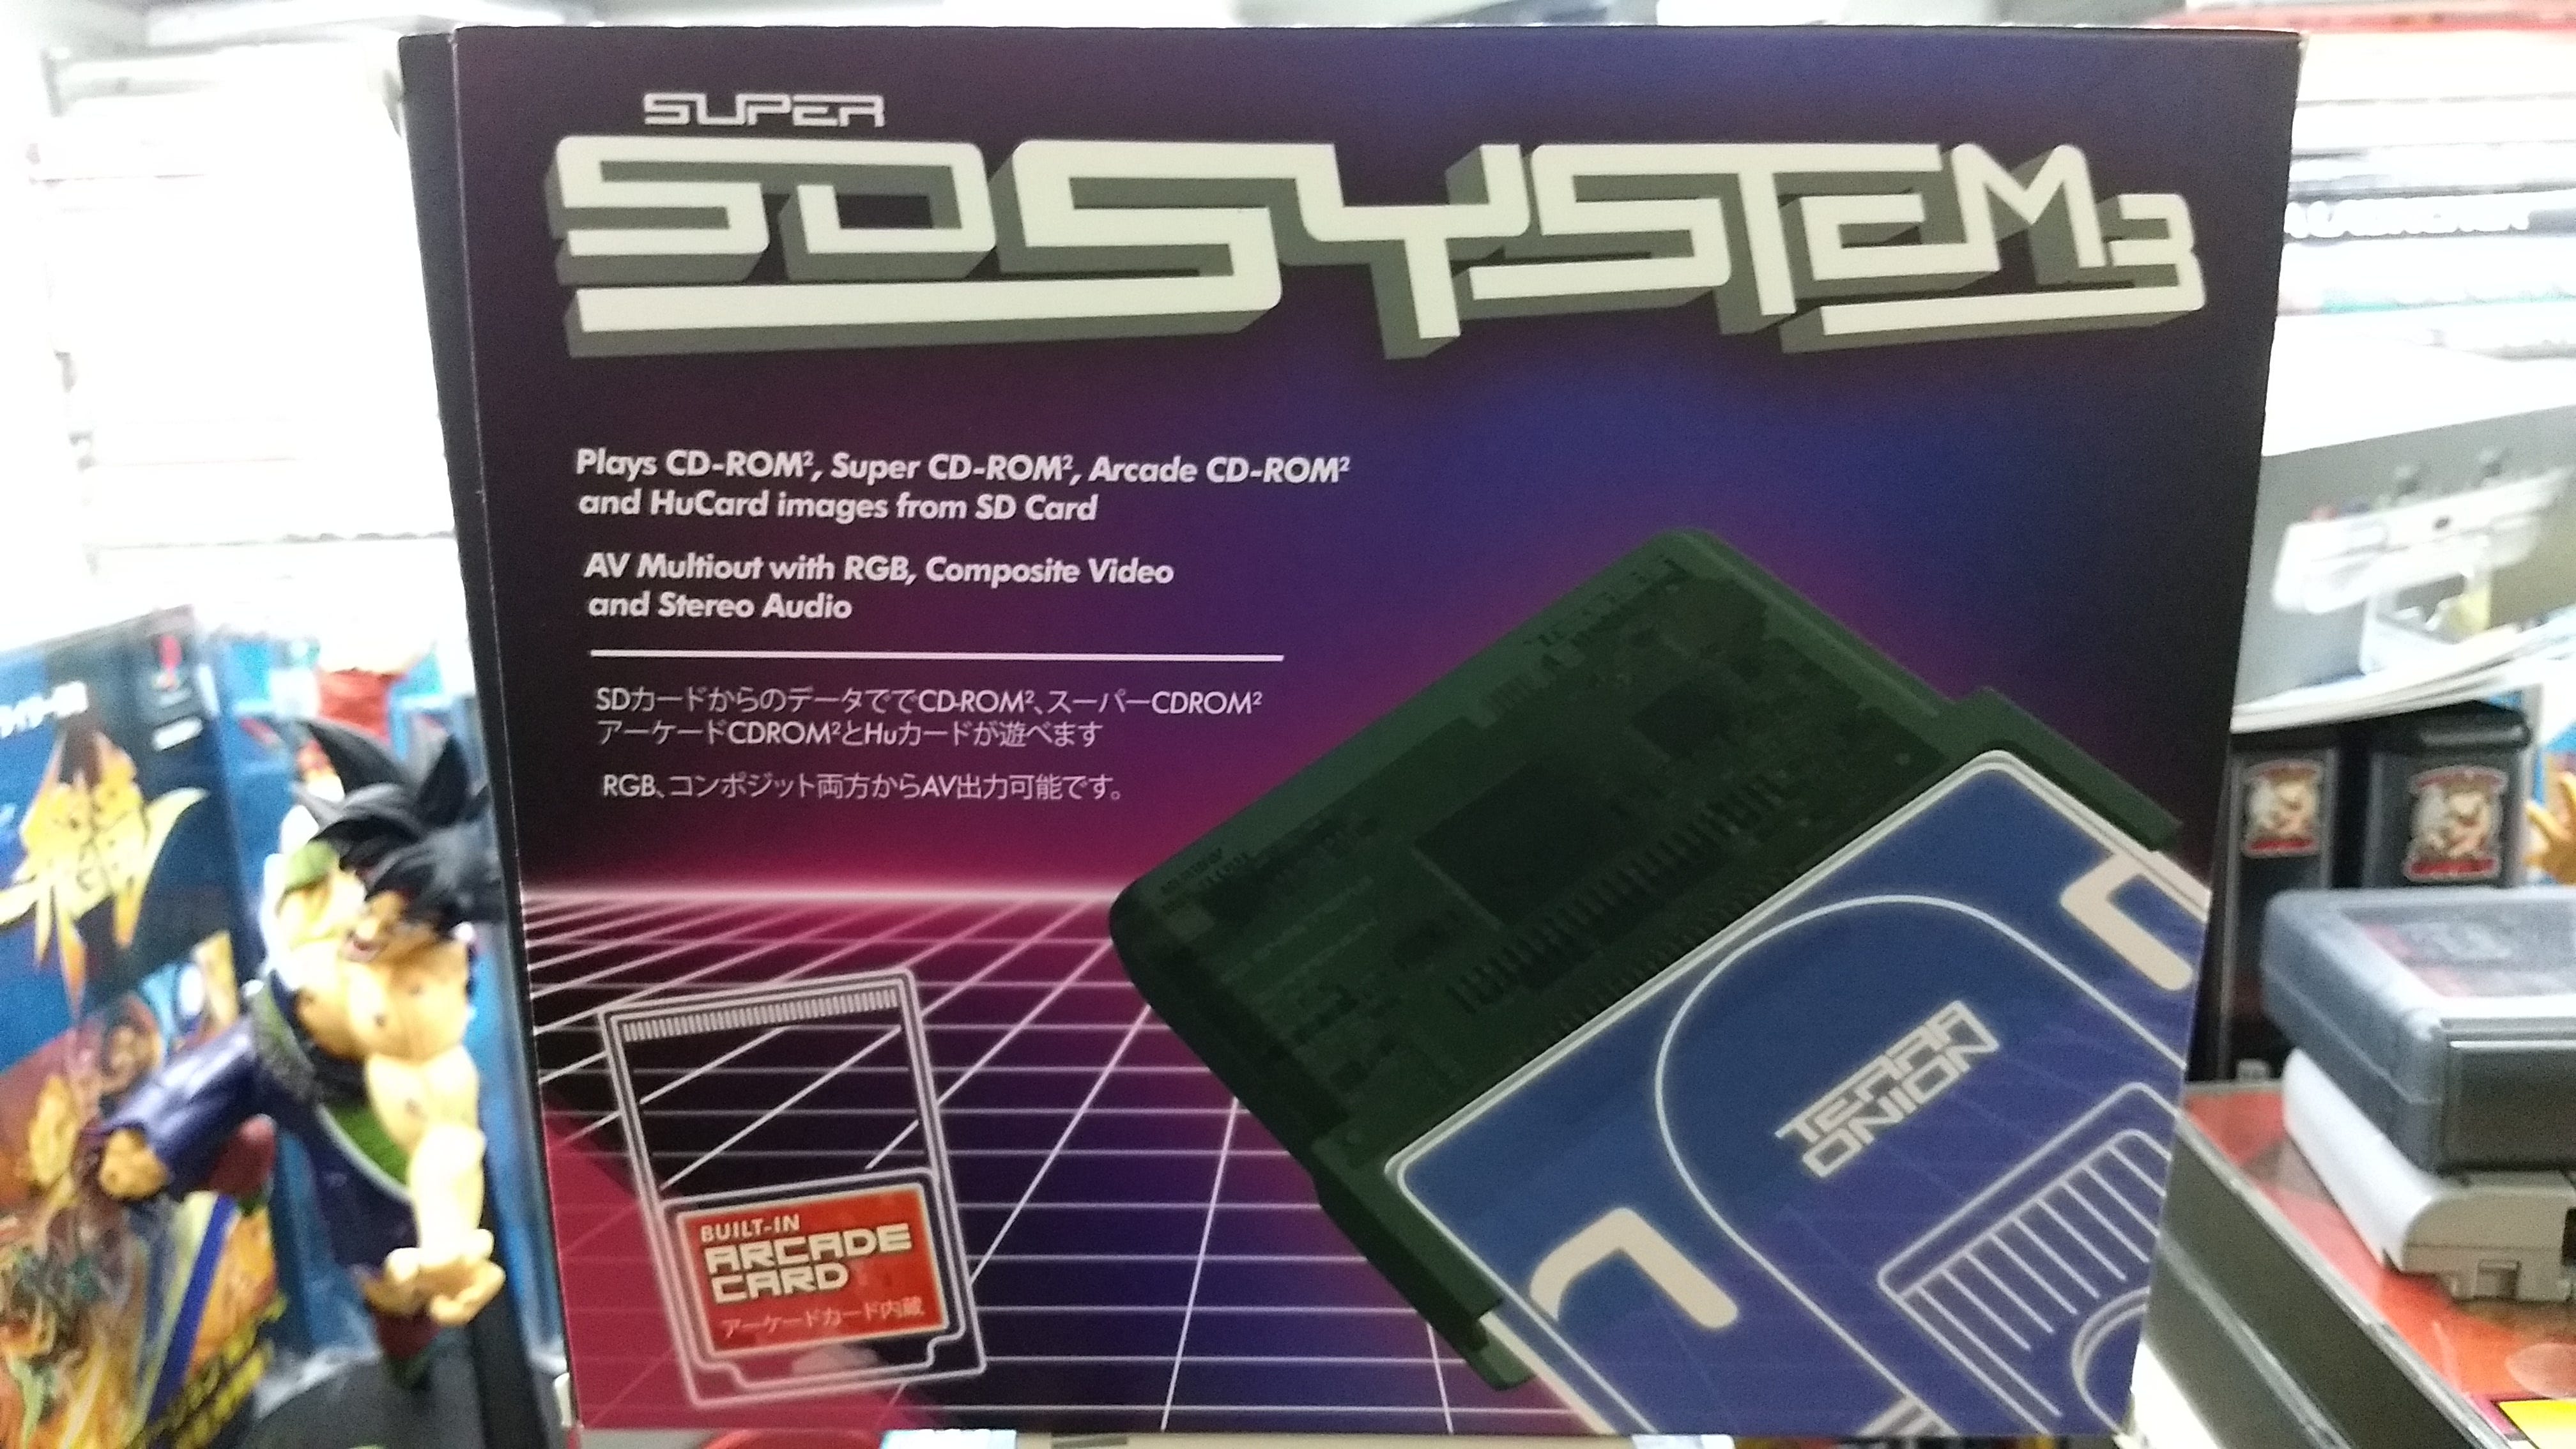 SUPER
SD SYSTEM 3
Plays CD-ROM², Super CD-ROM², Arcade CD-ROM²
and HuCard images from SD Card
AV Multiout with RGB, Composite Video
and Stereo Audio
SDカードからのデータででCD-ROM²、スーパーCDROM²
アーケードCDROM²とHuカードが遊べます
RGB、コンポジット両方からAV出力可能です。
TERRA
ONION
BUILT-IN
ARCADE
CARD
アーケードカード内蔵